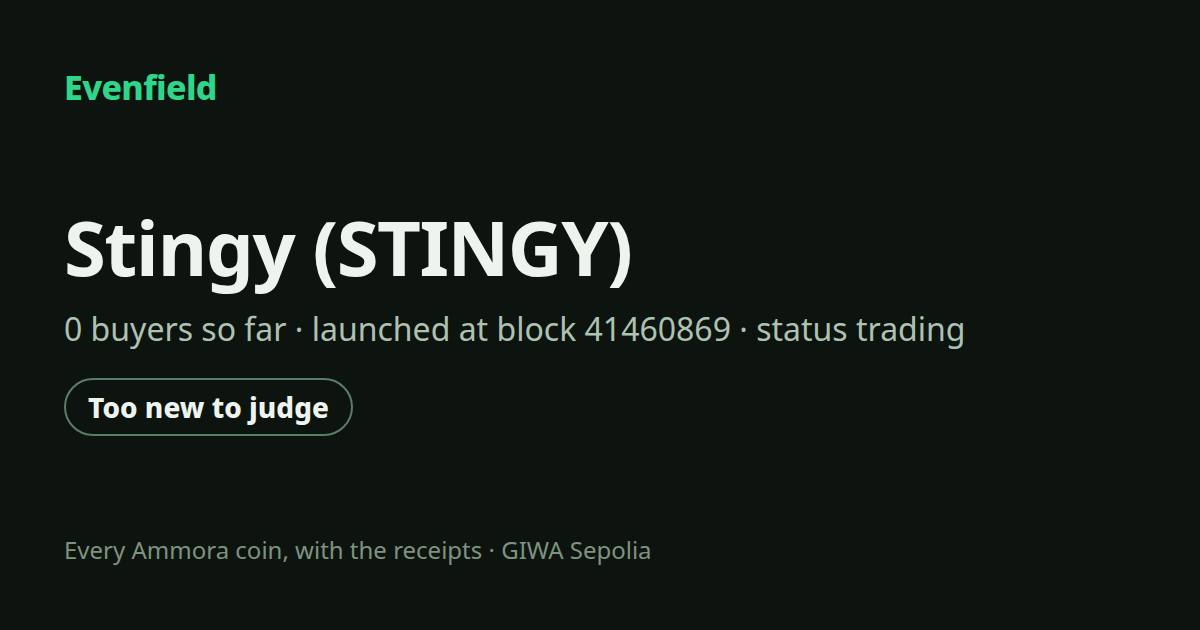 Evenfield
Stingy (STINGY)
0 buyers so far · launched at block 41460869 · status trading
Too new to judge
Every Ammora coin, with the receipts · GIWA Sepolia